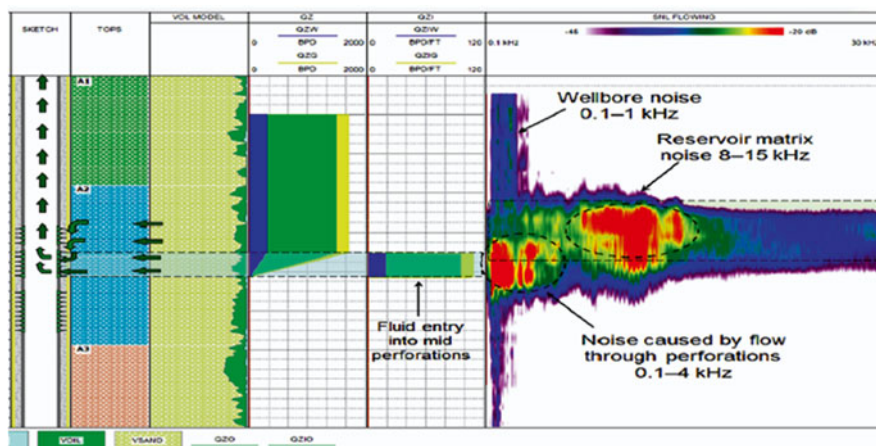 SKETCH
TOPS
VOL MODEL
QZ
QZI
SNL FLOWING
QZW
0 BPD 2000
QZG
0 BPD 2000
QZIW
0 BPD/FT 120
QZIG
0 BPD/FT 120
-45 -20 dB
0.1 kHz 30 kHz
A1
A2
A3
Wellbore noise
0.1–1 kHz
Reservoir matrix
noise 8–15 kHz
Fluid entry
into mid
perforations
Noise caused by flow
through perforations
0.1–4 kHz
VOIL
VSAND
QZO
QZIO